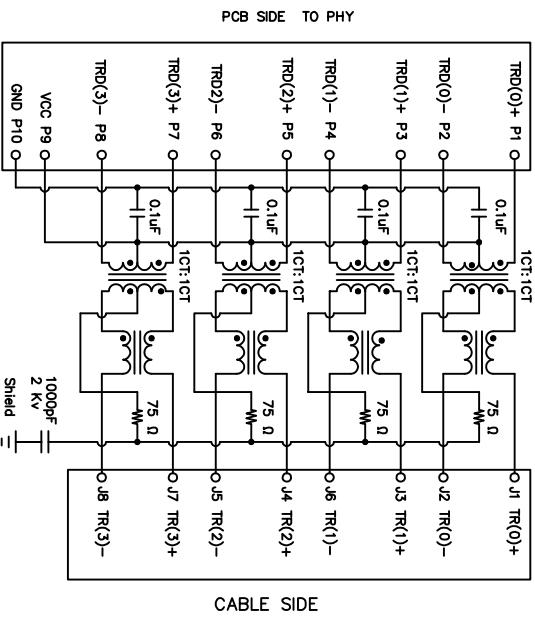 PCB SIDE TO PHY
GND P10
VCC P9
TRD(3)- P8
TRD(3)+ P7
TRD2)- P6
TRD(2)+ P5
TRD(1)- P4
TRD(1)+ P3
TRD(0)- P2
TRD(0)+ P1
0.1uF
0.1uF
0.1uF
0.1uF
1CT:1CT
1CT:1CT
1CT:1CT
1CT:1CT
75 Ω
75 Ω
75 Ω
75 Ω
1000pF
2 Kv
Shield
J8 TR(3)-
J7 TR(3)+
J5 TR(2)-
J4 TR(2)+
J6 TR(1)-
J3 TR(1)+
J2 TR(0)-
J1 TR(0)+
CABLE SIDE